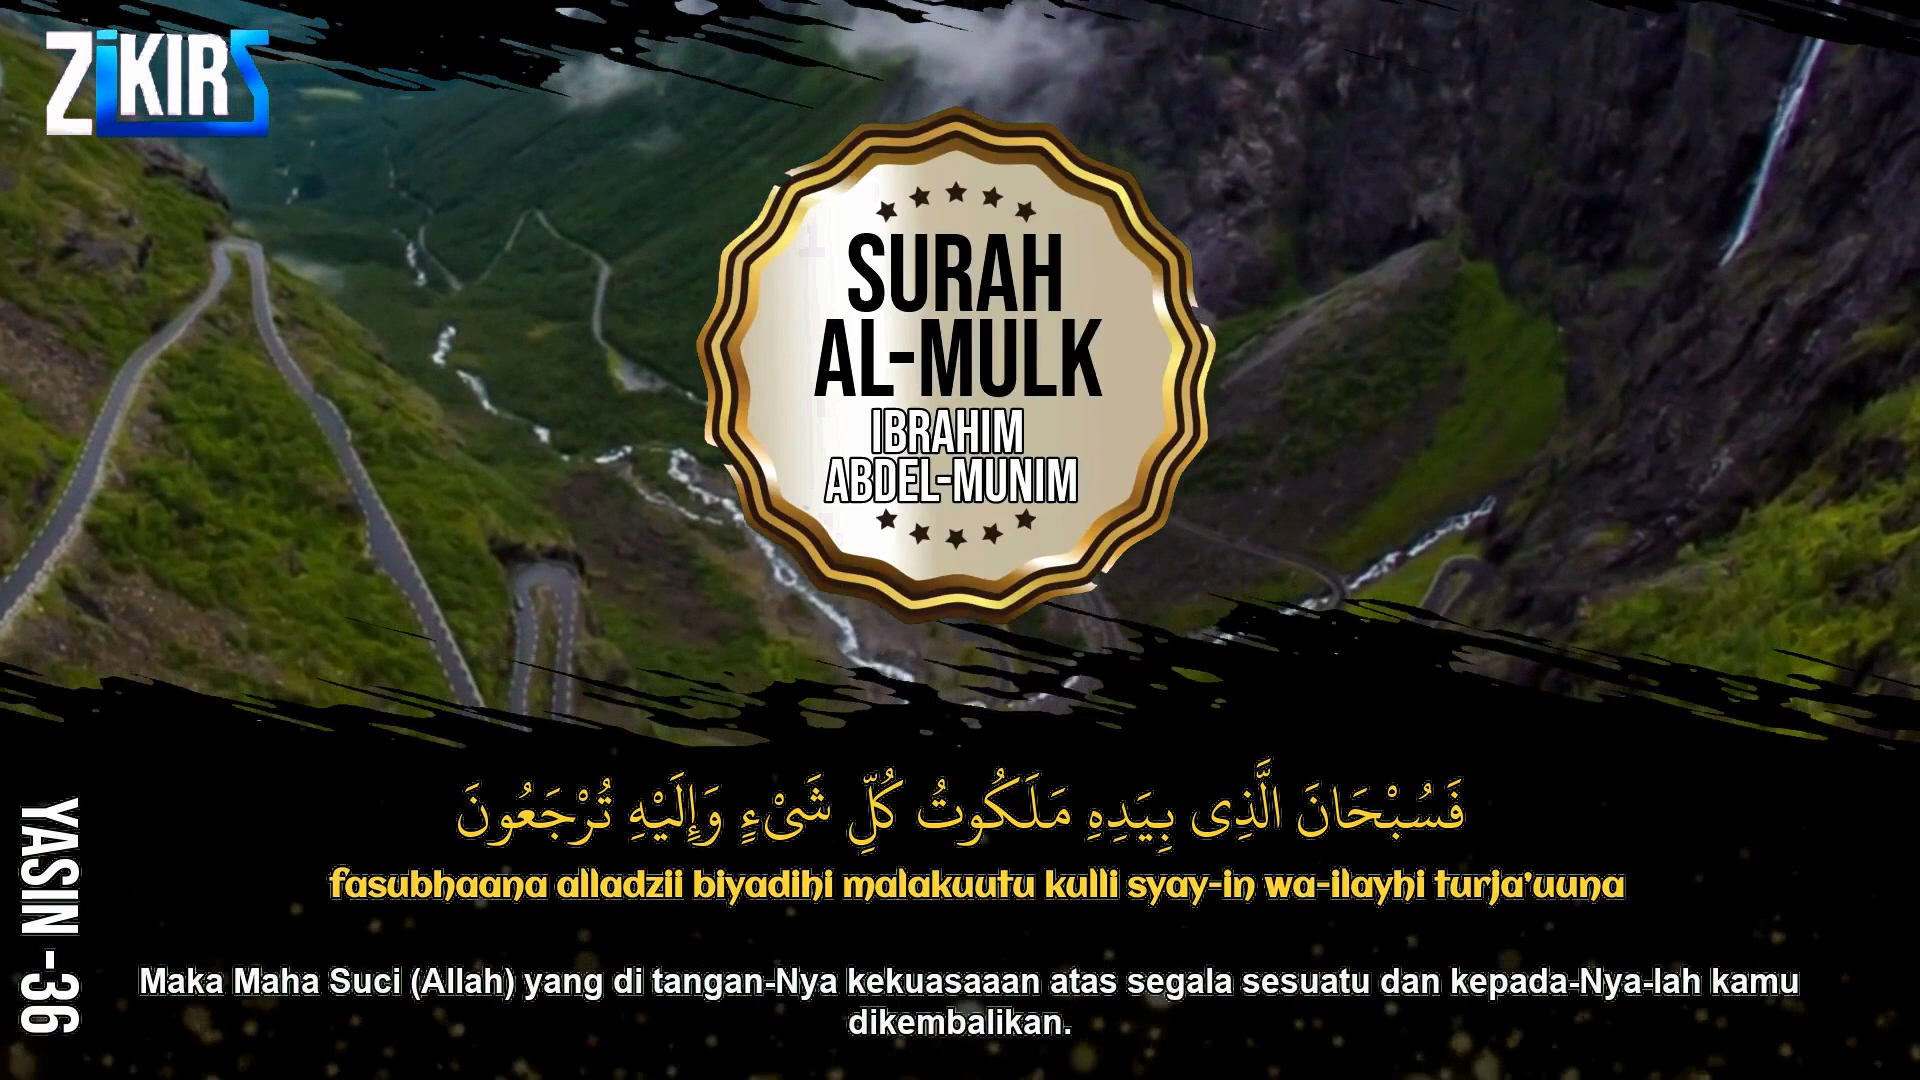 ZiKIRS
SURAH
AL-MULK
IBRAHIM
ABDEL-MUNIM
فَسُبْحَانَ الَّذِى بِيَدِهِ مَلَكُوتُ كُلِّ شَىْءٍ وَإِلَيْهِ تُرْجَعُونَ
fasubhaana alladzii biyadihi malakuutu kulli syay-in wa-ilayhi turja'uuna
YASIN -36
Maka Maha Suci (Allah) yang di tangan-Nya kekuasaaan atas segala sesuatu dan kepada-Nya-lah kamu
dikembalikan.